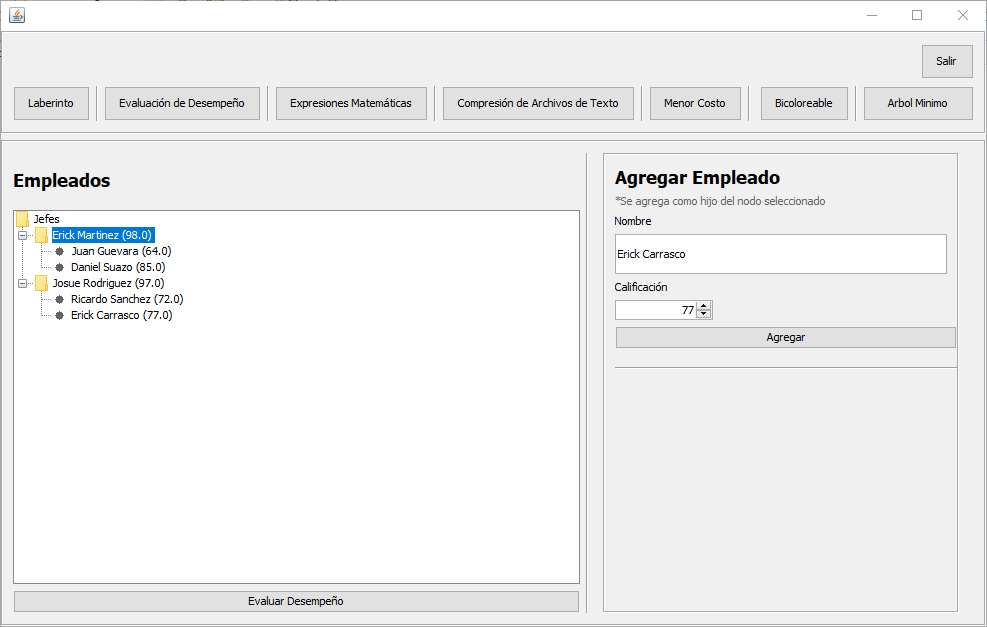 Salir
Laberinto
Evaluación de Desempeño
Expresiones Matemáticas
Compresión de Archivos de Texto
Menor Costo
Bicoloreable
Arbol Minimo
Empleados
Jefes
Erick Martinez (98.0)
Juan Guevara (64.0)
Daniel Suazo (85.0)
Josue Rodriguez (97.0)
Ricardo Sanchez (72.0)
Erick Carrasco (77.0)
Evaluar Desempeño
Agregar Empleado
*Se agrega como hijo del nodo seleccionado
Nombre
Erick Carrasco
Calificación
77
Agregar